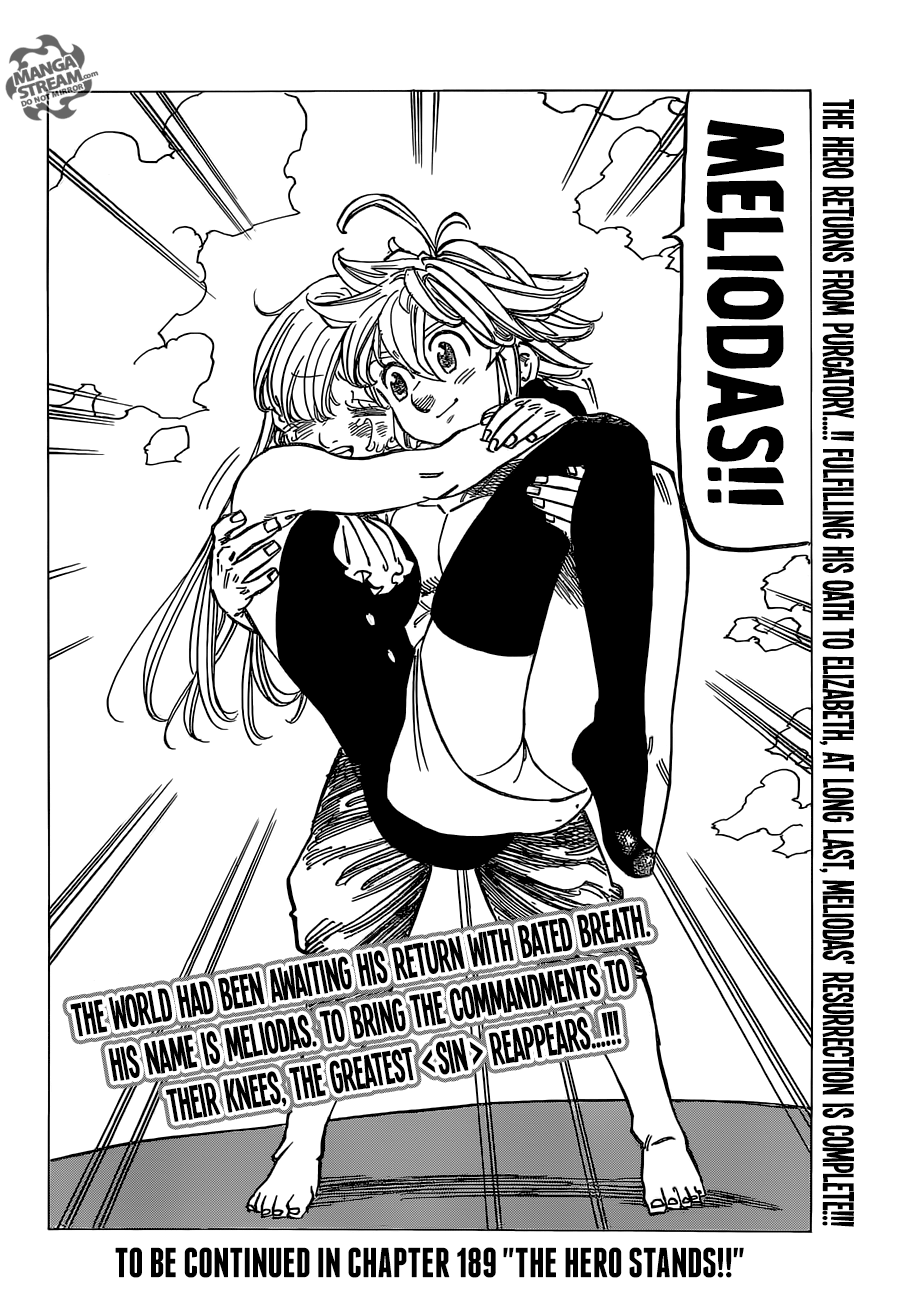 MANGA
STREAM.com
DO NOT MIRROR
MELIODAS!!
THE HERO RETURNS FROM PURGATORY...!! FULFILLING HIS OATH TO ELIZABETH, AT LONG LAST, MELIODAS' RESURRECTION IS COMPLETE!!!
THE WORLD HAD BEEN AWAITING HIS RETURN WITH BATED BREATH.
HIS NAME IS MELIODAS. TO BRING THE COMMANDMENTS TO
THEIR KNEES, THE GREATEST <SIN> REAPPEARS...!!!
TO BE CONTINUED IN CHAPTER 189 "THE HERO STANDS!!"